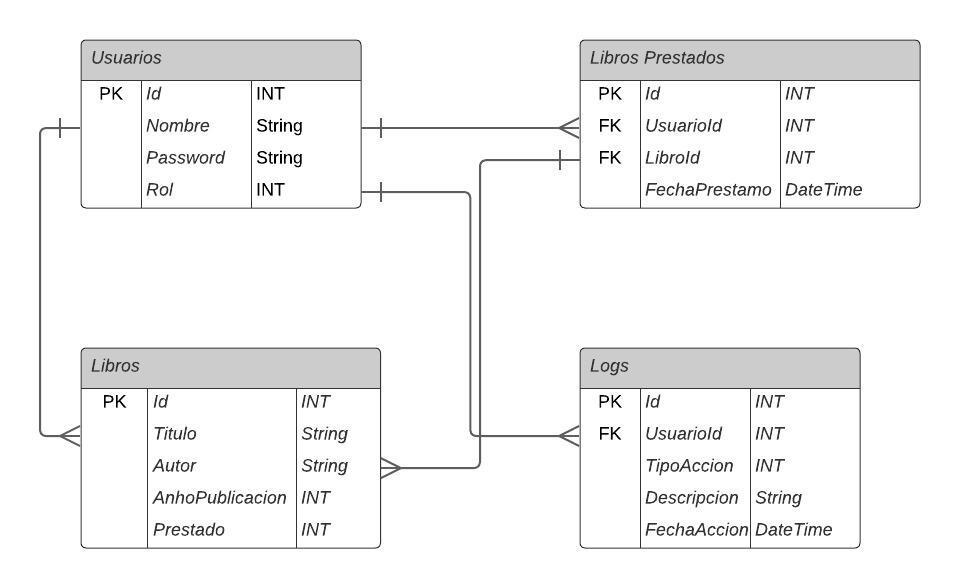 Usuarios
PK Id INT
Nombre String
Password String
Rol INT
Libros Prestados
PK Id INT
FK UsuarioId INT
FK LibroId INT
FechaPrestamo DateTime
Libros
PK Id INT
Titulo String
Autor String
AnhoPublicacion INT
Prestado INT
Logs
PK Id INT
FK UsuarioId INT
TipoAccion INT
Descripcion String
FechaAccion DateTime